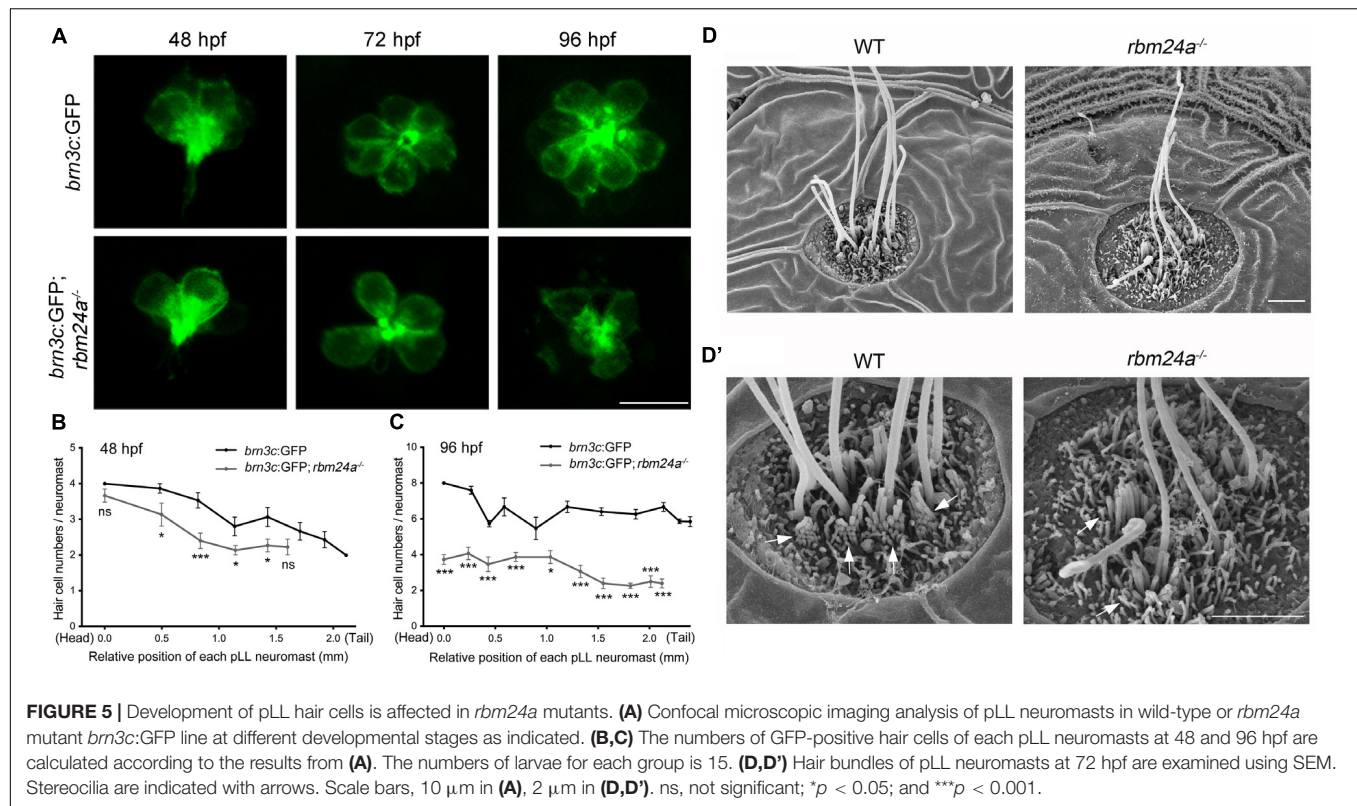 A
48 hpf 72 hpf 96 hpf
brn3c:GFP
brn3c:GFP;
rbm24a-/-
B
48 hpf
brn3c:GFP
brn3c:GFP; rbm24a-/-
Hair cell numbers / neuromast
5
4
3
2
1
0
ns
*
***
*
*
ns
(Head) 0.0 0.5 1.0 1.5 2.0 (Tail)
Relative position of each pLL neuromast (mm)
C
96 hpf
brn3c:GFP
brn3c:GFP; rbm24a-/-
Hair cell numbers / neuromast
10
8
6
4
2
0
***
***
***
***
*
***
***
***
***
***
(Head) 0.0 0.5 1.0 1.5 2.0 (Tail)
Relative position of each pLL neuromast (mm)
D
WT rbm24a-/-
D'
WT rbm24a-/-
FIGURE 5 | Development of pLL hair cells is affected in rbm24a mutants. (A) Confocal microscopic imaging analysis of pLL neuromasts in wild-type or rbm24a
mutant brn3c:GFP line at different developmental stages as indicated. (B,C) The numbers of GFP-positive hair cells of each pLL neuromasts at 48 and 96 hpf are
calculated according to the results from (A). The numbers of larvae for each group is 15. (D,D') Hair bundles of pLL neuromasts at 72 hpf are examined using SEM.
Stereocilia are indicated with arrows. Scale bars, 10 μm in (A), 2 μm in (D,D'). ns, not significant; *p < 0.05; and ***p < 0.001.